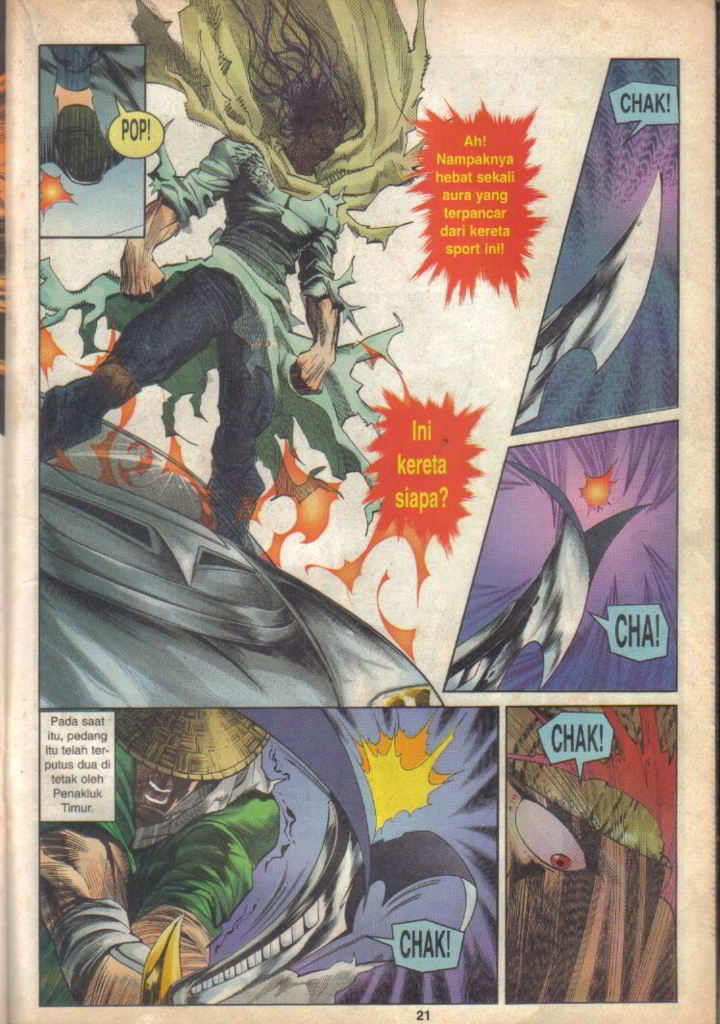 POP!
Ah!
Nampaknya
hebat sekali
aura yang
terpancar
dari kereta
sport ini!
CHAK!
Ini
kereta
siapa?
CHA!
Pada saat
itu, pedang
itu telah ter-
putus dua di
tetak oleh
Penakluk
Timur.
CHAK!
CHAK!
21